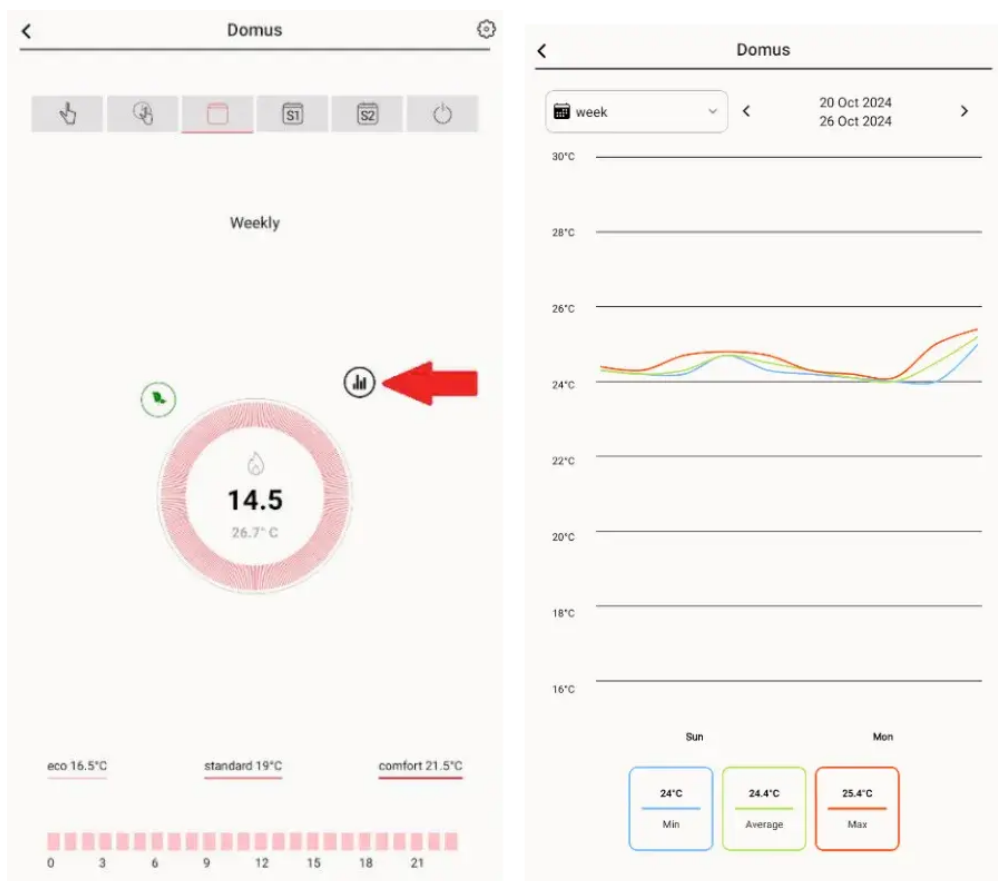 Domus
S1
S2
Weekly
14.5
26.7° C
eco 16.5°C
standard 19°C
comfort 21.5°C
0 3 6 9 12 15 18 21
Domus
week
20 Oct 2024
26 Oct 2024
30°C
28°C
26°C
24°C
22°C
20°C
18°C
16°C
Sun Mon
24°C 24.4°C 25.4°C
Min Average Max